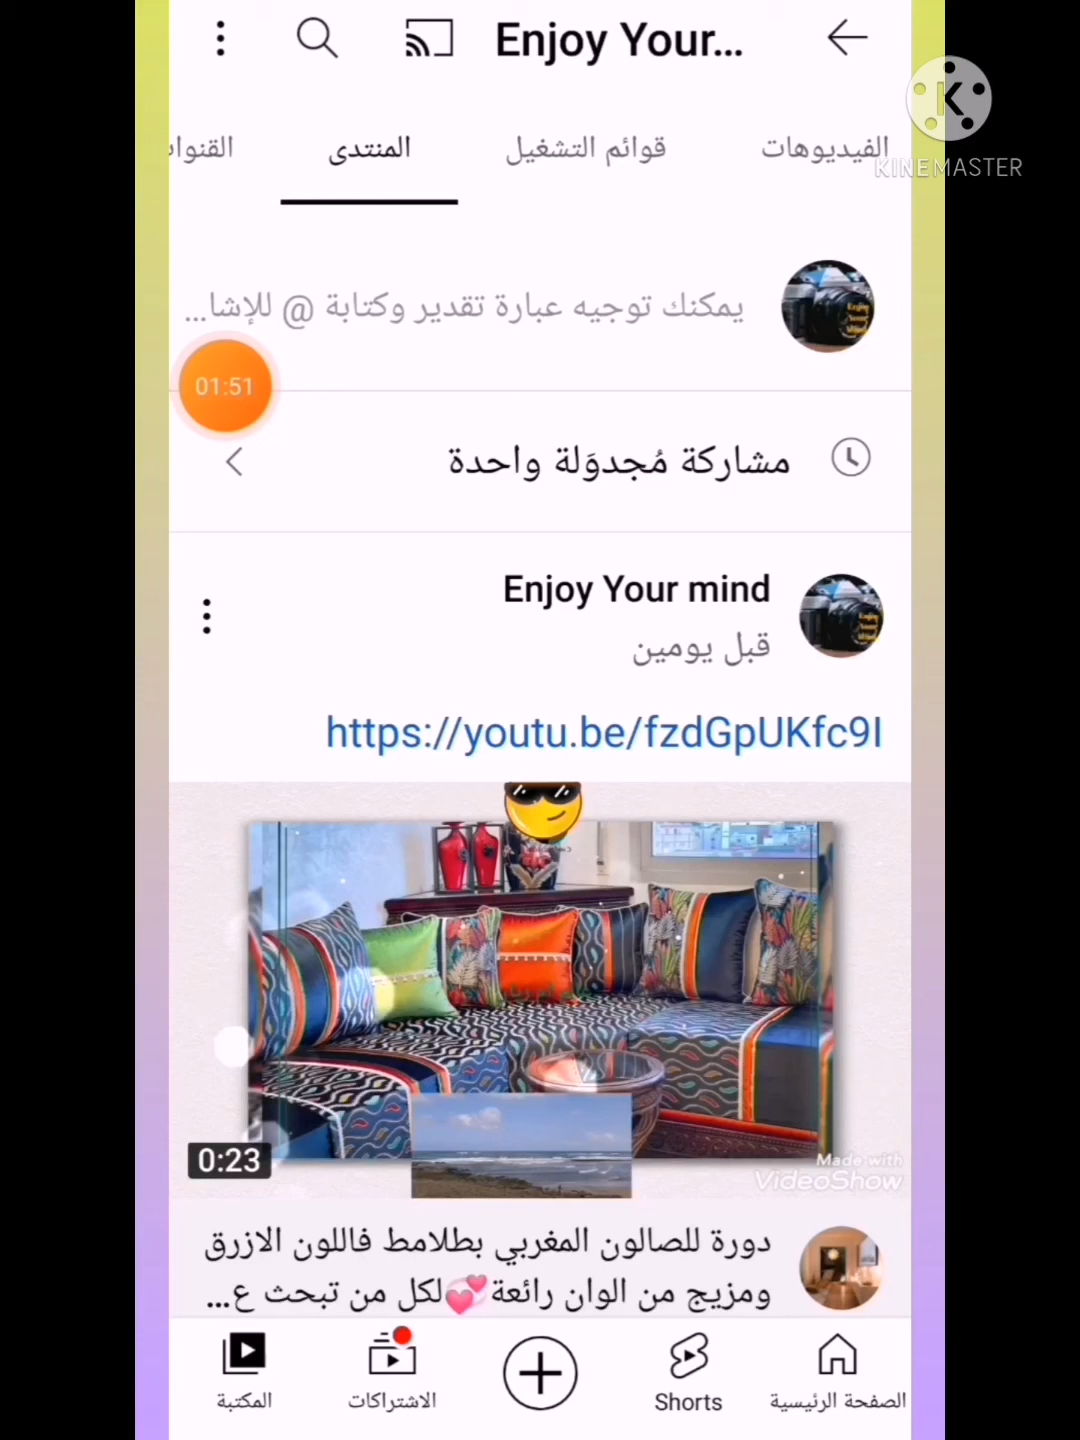 Enjoy Your...
الفيديوهات
قوائم التشغيل
المنتدى
القنوات
KINEMASTER
يمكنك توجيه عبارة تقدير وكتابة @ للإشا...
01:51
مشاركة مُجدوَلة واحدة
Enjoy Your mind
قبل يومين
https://youtu.be/fzdGpUKfc9I
0:23
Made with
VideoShow
دورة للصالون المغربي بطلامط فاللون الازرق
ومزيج من الوان رائعة💞لكل من تبحث ع...
الصفحة الرئيسية
Shorts
الاشتراكات
المكتبة